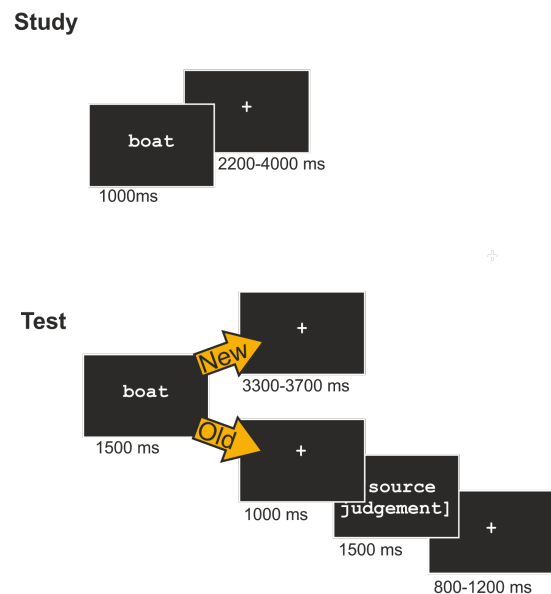 Study
+
boat
2200-4000 ms
1000ms
Test
+
New
boat
3300-3700 ms
Old
+
1500 ms
source
judgement]
1000 ms
+
1500 ms
800-1200 ms